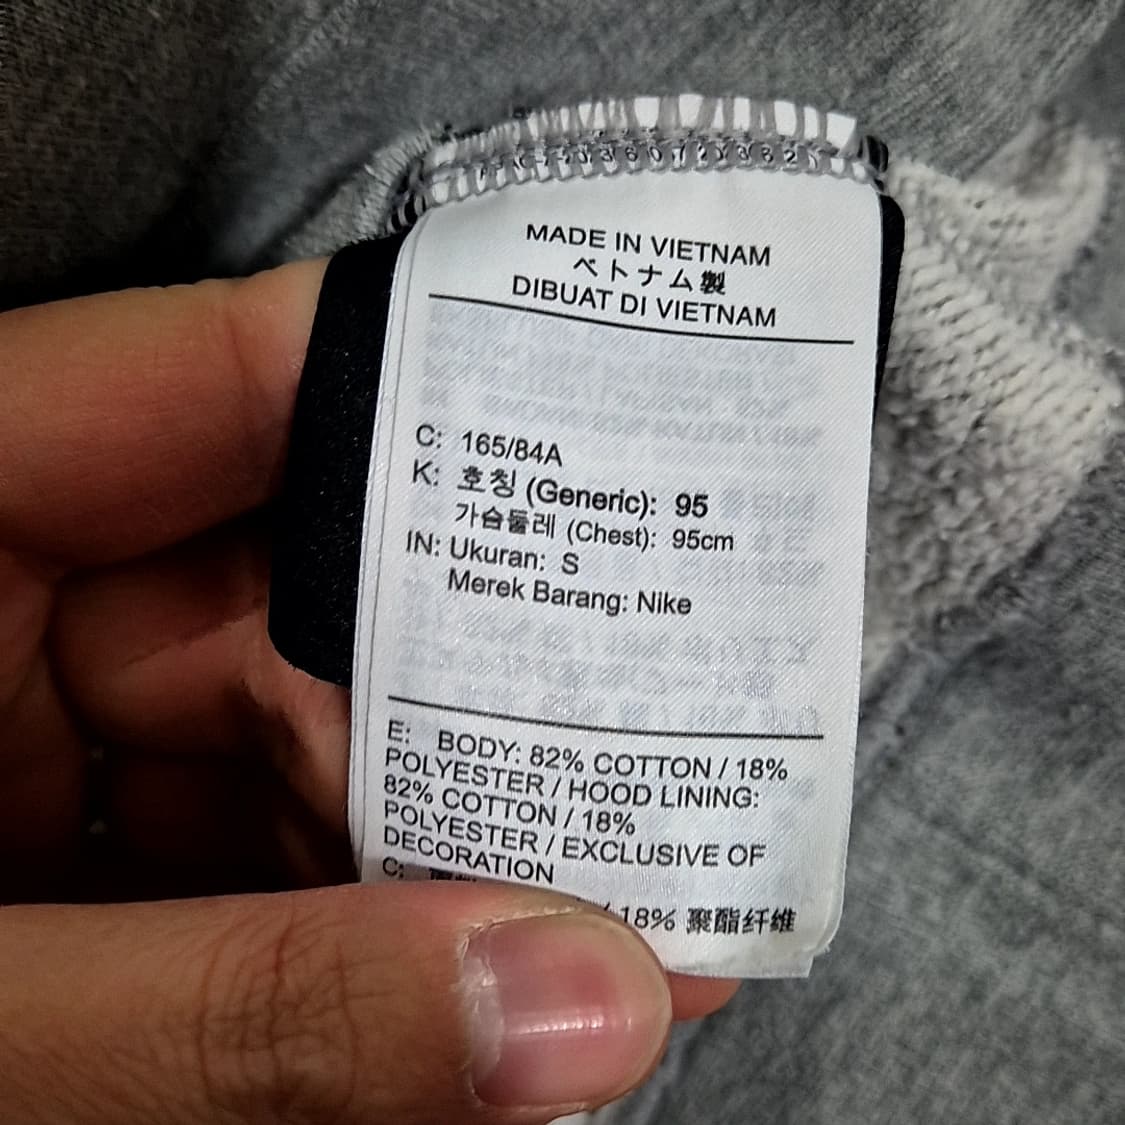 MADE IN VIETNAM
ベトナム製
DIBUAT DI VIETNAM
C: 165/84A
K: 호칭 (Generic): 95
가슴둘레 (Chest): 95cm
IN: Ukuran: S
Merek Barang: Nike
E: BODY: 82% COTTON / 18%
POLYESTER / HOOD LINING:
82% COTTON / 18%
POLYESTER / EXCLUSIVE OF
DECORATION
C:
/ 18% 聚酯纤维